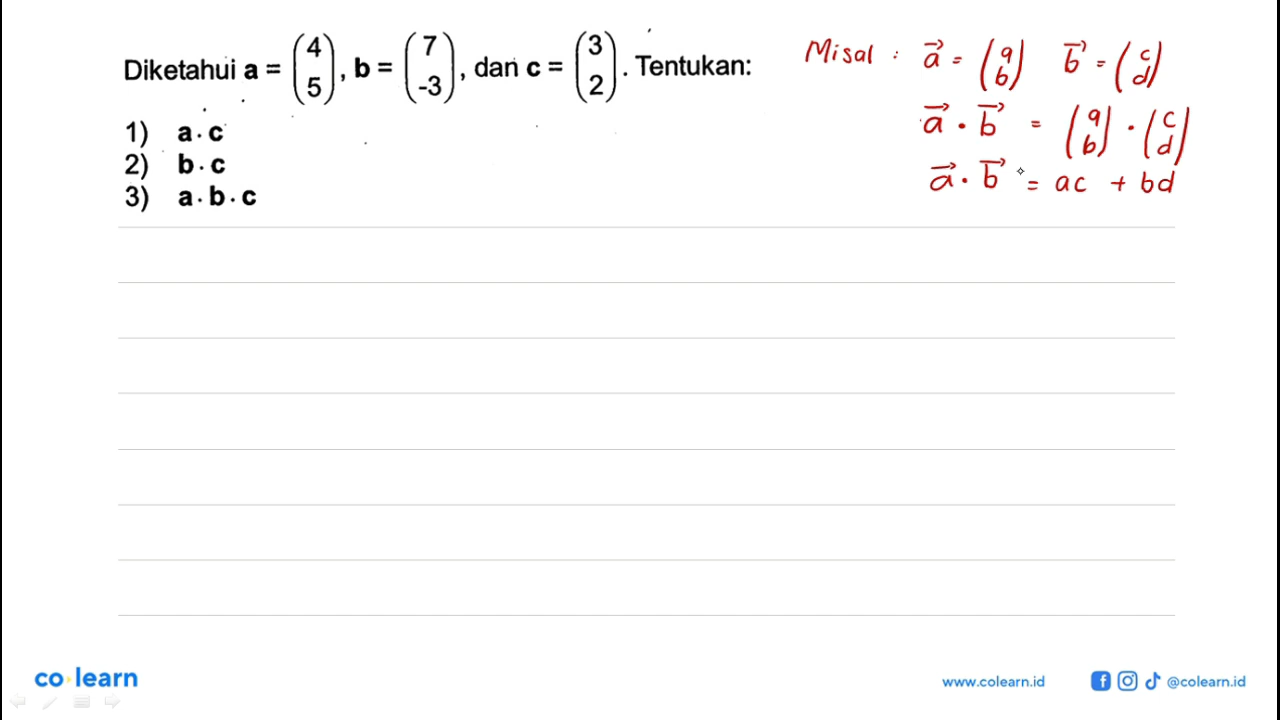 Diketahui a = (4 5), b = (7 -3), dan c = (3 2). Tentukan:
1) a . c
2) b . c
3) a . b . c
Misal : a⃗ = (a b) b⃗ = (c d)
a⃗ . b⃗ = (a b) . (c d)
a⃗ . b⃗ = ac + bd
co learn
www.colearn.id
@colearn.id